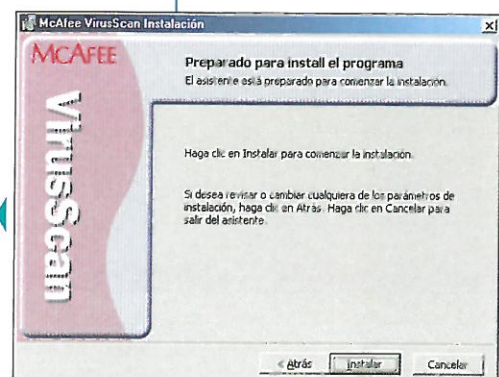 McAfee VirusScan Instalación
McAFEE
VirusScan
Preparado para install el programa
El asistente está preparado para comenzar la instalación.
Haga clic en Instalar para comenzar la instalación.
Si desea revisar o cambiar cualquiera de los parámetros de
instalación, haga clic en Atrás. Haga clic en Cancelar para
salir del asistente.
< Atrás
Instalar
Cancelar